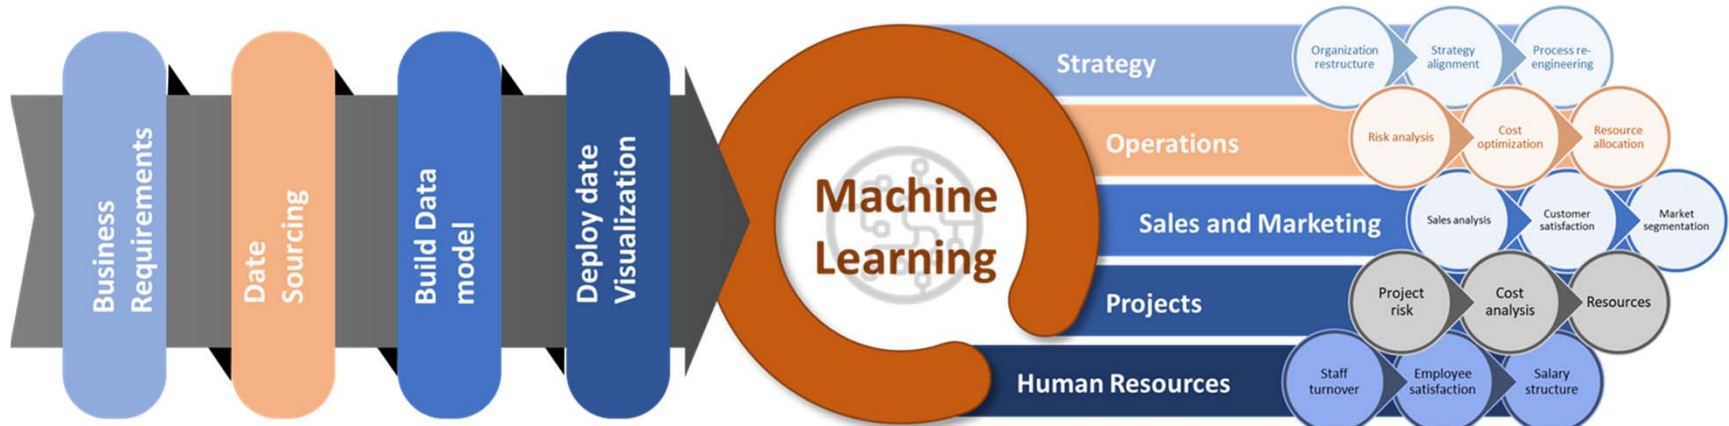 Business
Requirements
Date
Sourcing
Build Data
model
Deploy date
Visualization
Machine
Learning
Strategy
Organization
restructure
Strategy
alignment
Process re-
engineering
Operations
Risk analysis
Cost
optimization
Resource
allocation
Sales and Marketing
Sales analysis
Customer
satisfaction
Market
segmentation
Projects
Project
risk
Cost
analysis
Resources
Human Resources
Staff
turnover
Employee
satisfaction
Salary
structure